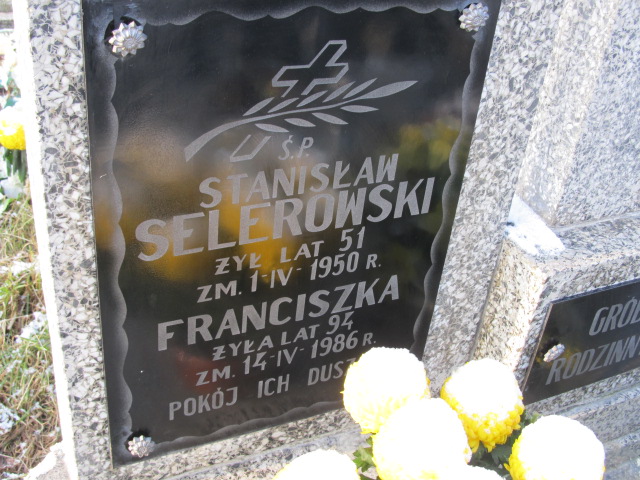 Ś.P.
STANISŁAW
SELEROWSKI
ŻYŁ LAT 51
ZM. 1-IV-1950 R.
FRANCISZKA
ŻYŁA LAT 94
ZM. 14-IV-1986 R.
POKÓJ ICH